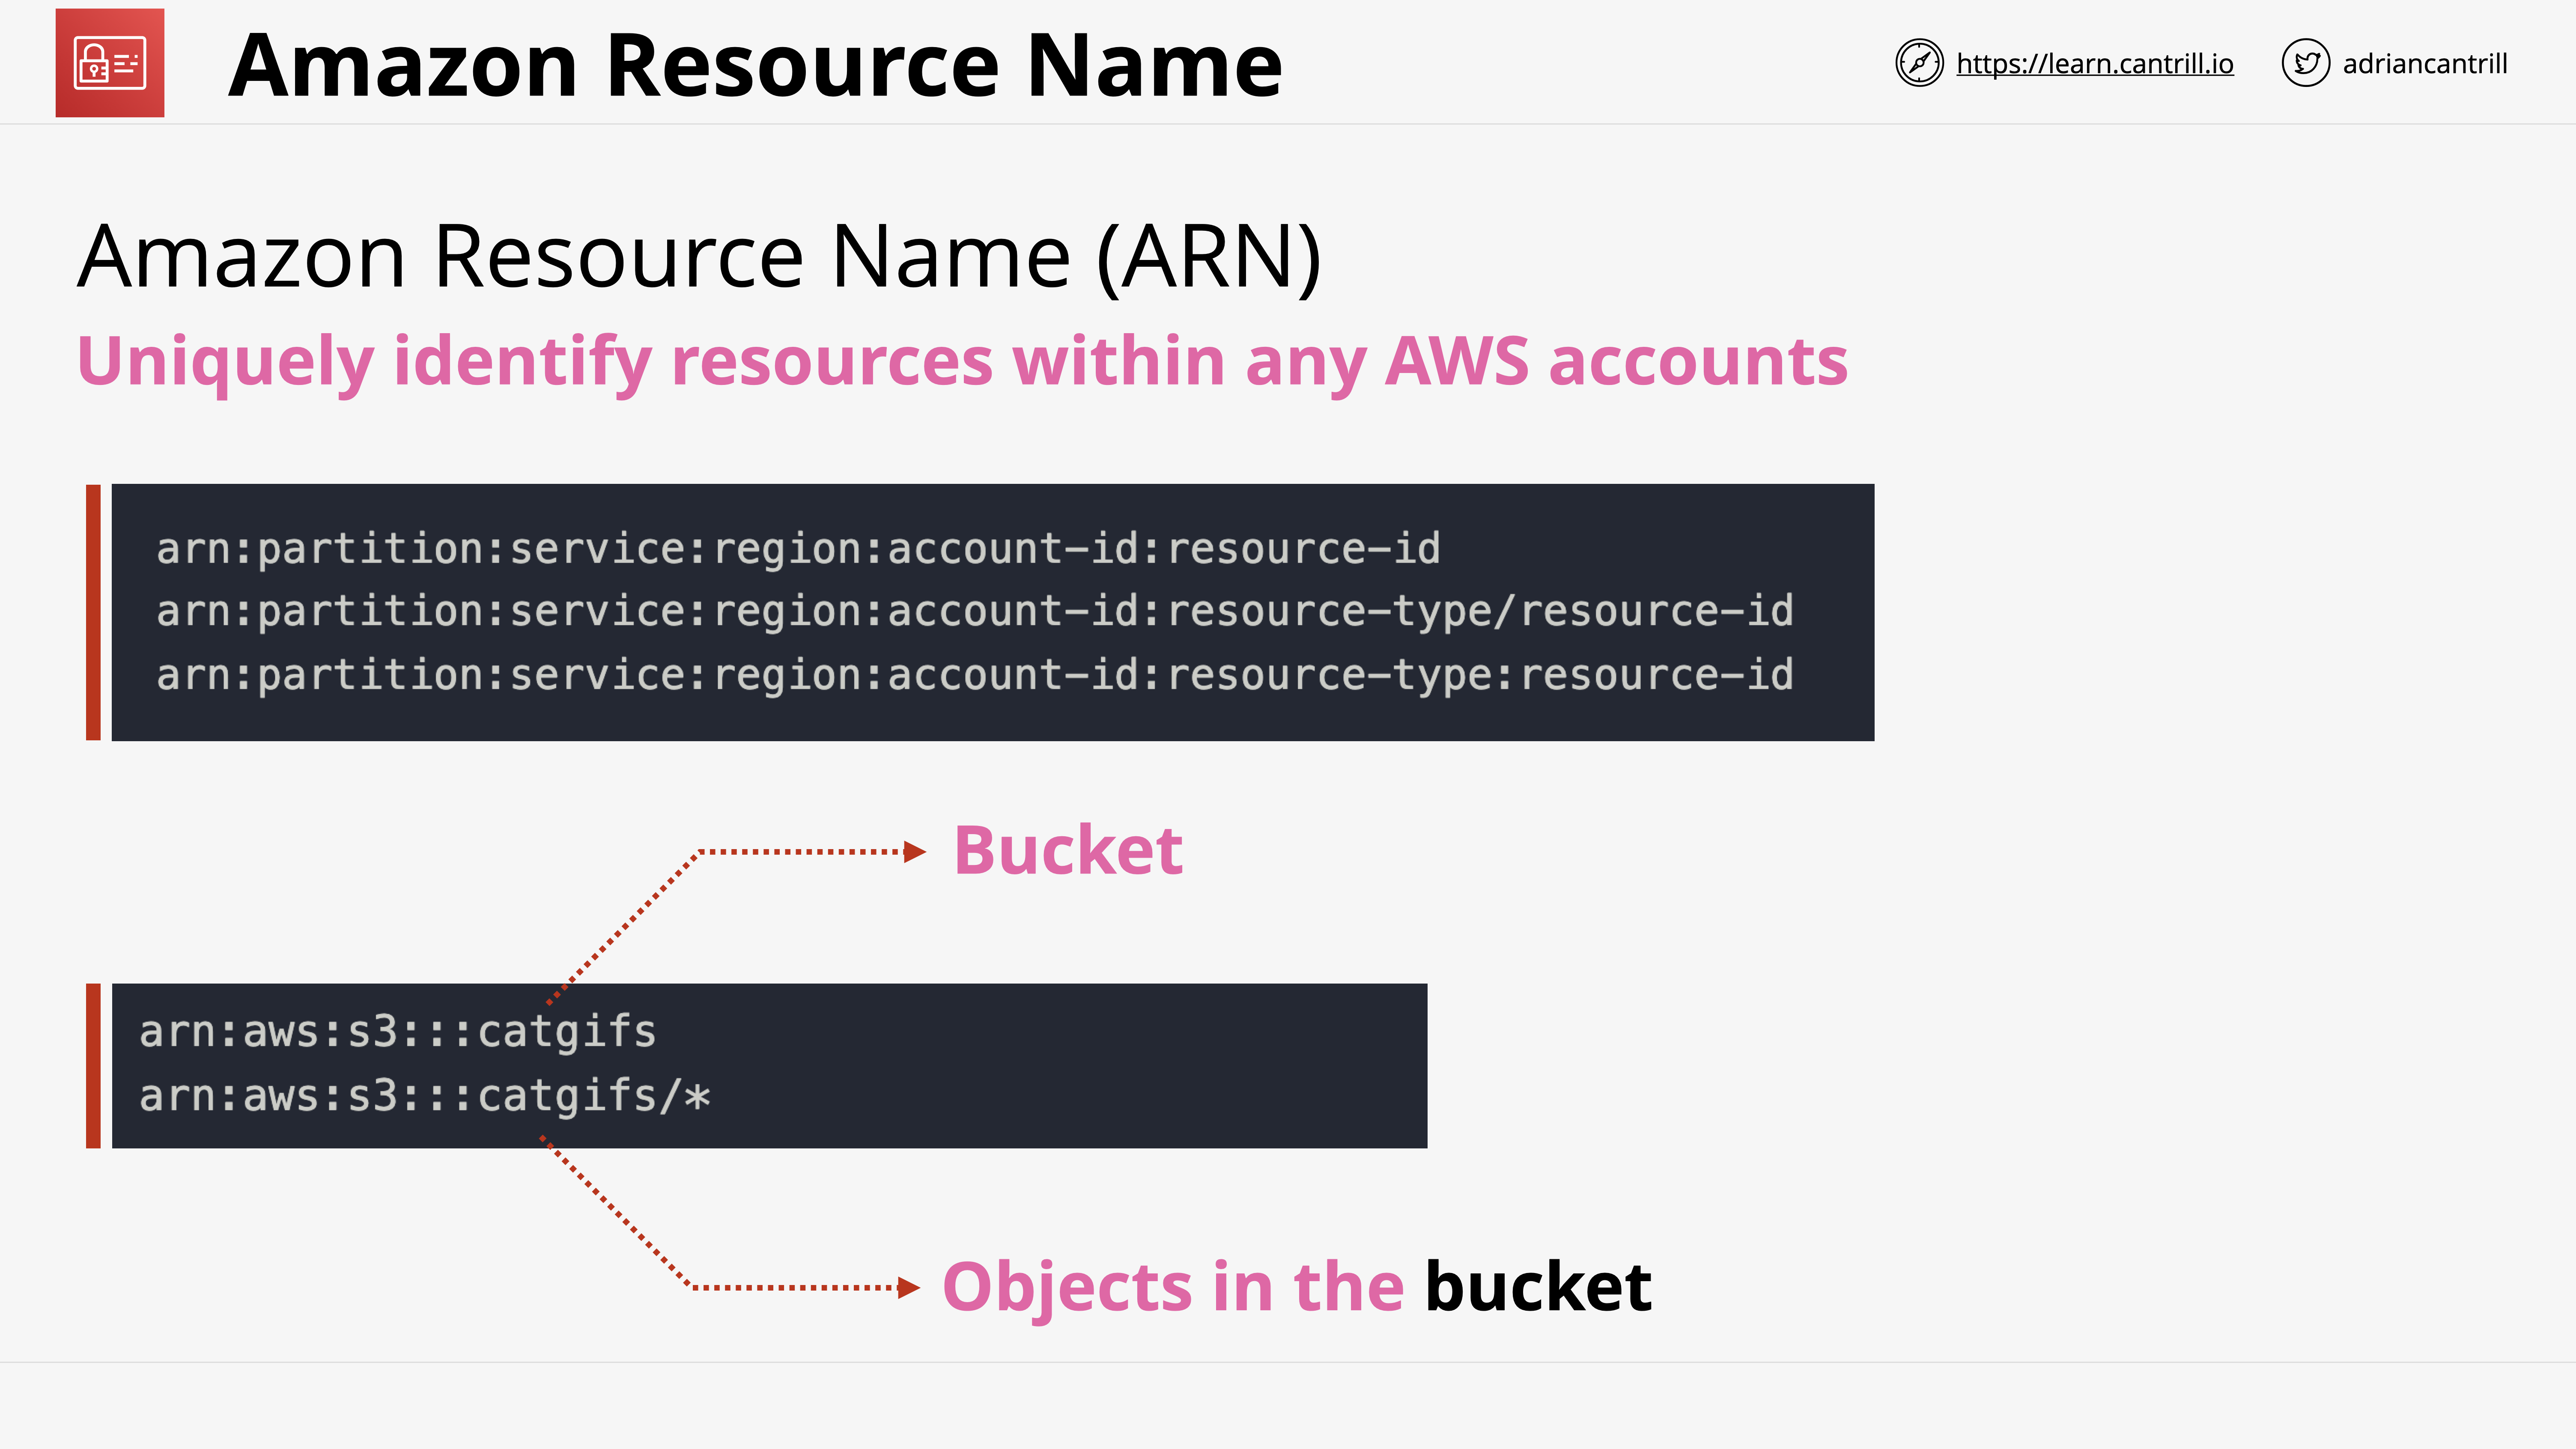 Amazon Resource Name
https://learn.cantrill.io
adriancantrill
Amazon Resource Name (ARN)
Uniquely identify resources within any AWS accounts
arn:partition:service:region:account-id:resource-id
arn:partition:service:region:account-id:resource-type/resource-id
arn:partition:service:region:account-id:resource-type:resource-id
Bucket
arn:aws:s3:::catgifs
arn:aws:s3:::catgifs/*
Objects in the bucket